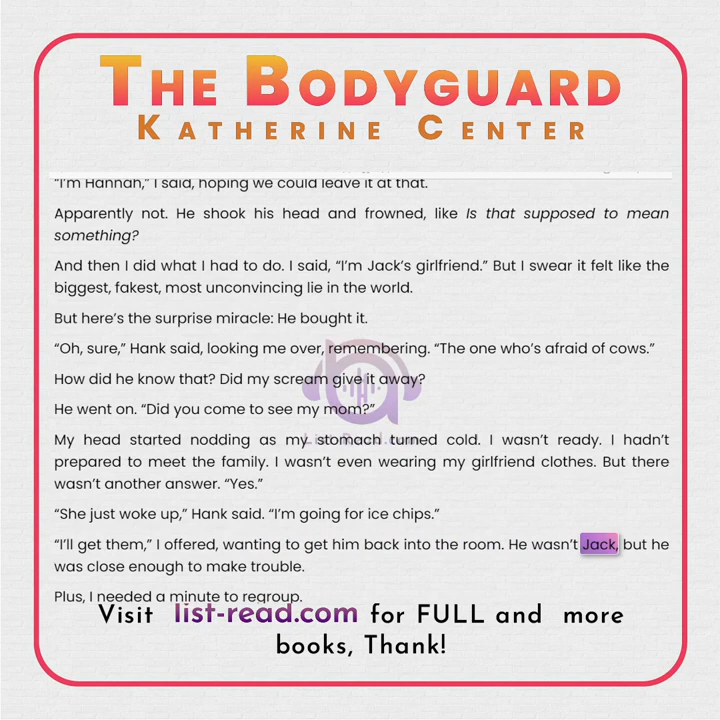 THE BODYGUARD
KATHERINE CENTER
“I’m Hannah,” I said, hoping we could leave it at that.
Apparently not. He shook his head and frowned, like Is that supposed to mean
something?
And then I did what I had to do. I said, “I’m Jack’s girlfriend.” But I swear it felt like the
biggest, fakest, most unconvincing lie in the world.
But here’s the surprise miracle: He bought it.
“Oh, sure,” Hank said, looking me over, remembering. “The one who’s afraid of cows.”
How did he know that? Did my scream give it away?
He went on. “Did you come to see my mom?”
My head started nodding as my stomach turned cold. I wasn’t ready. I hadn’t
prepared to meet the family. I wasn’t even wearing my girlfriend clothes. But there
wasn’t another answer. “Yes.”
“She just woke up,” Hank said. “I’m going for ice chips.”
“I’ll get them,” I offered, wanting to get him back into the room. He wasn’t Jack, but he
was close enough to make trouble.
Plus, I needed a minute to regroup.
Visit list-read.com for FULL and more
books, Thank!